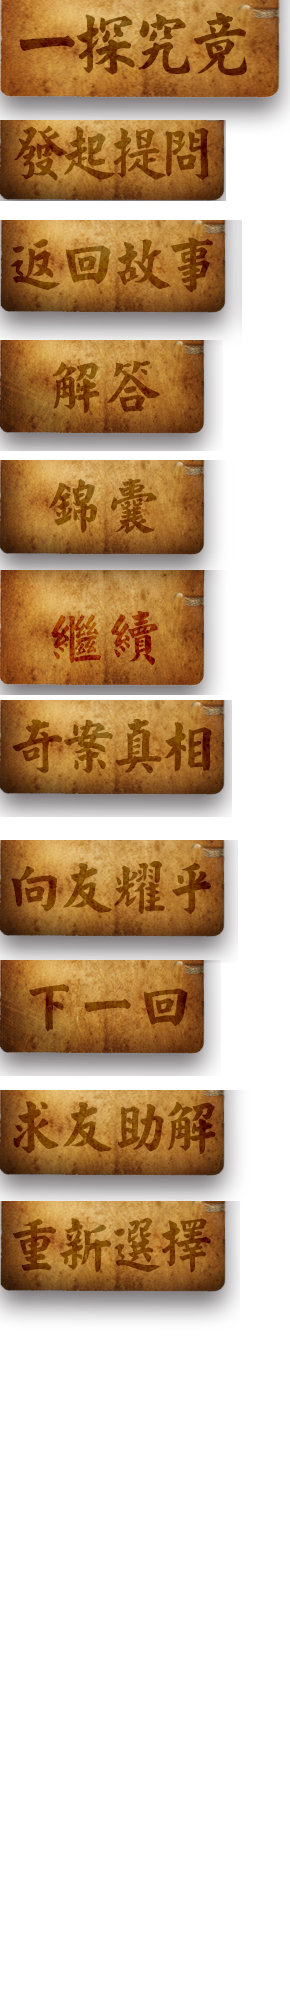 一探究竟
發起提問
返回故事
解答
錦囊
繼續
奇案真相
向友耀乎
下一回
求友助解
重新選擇